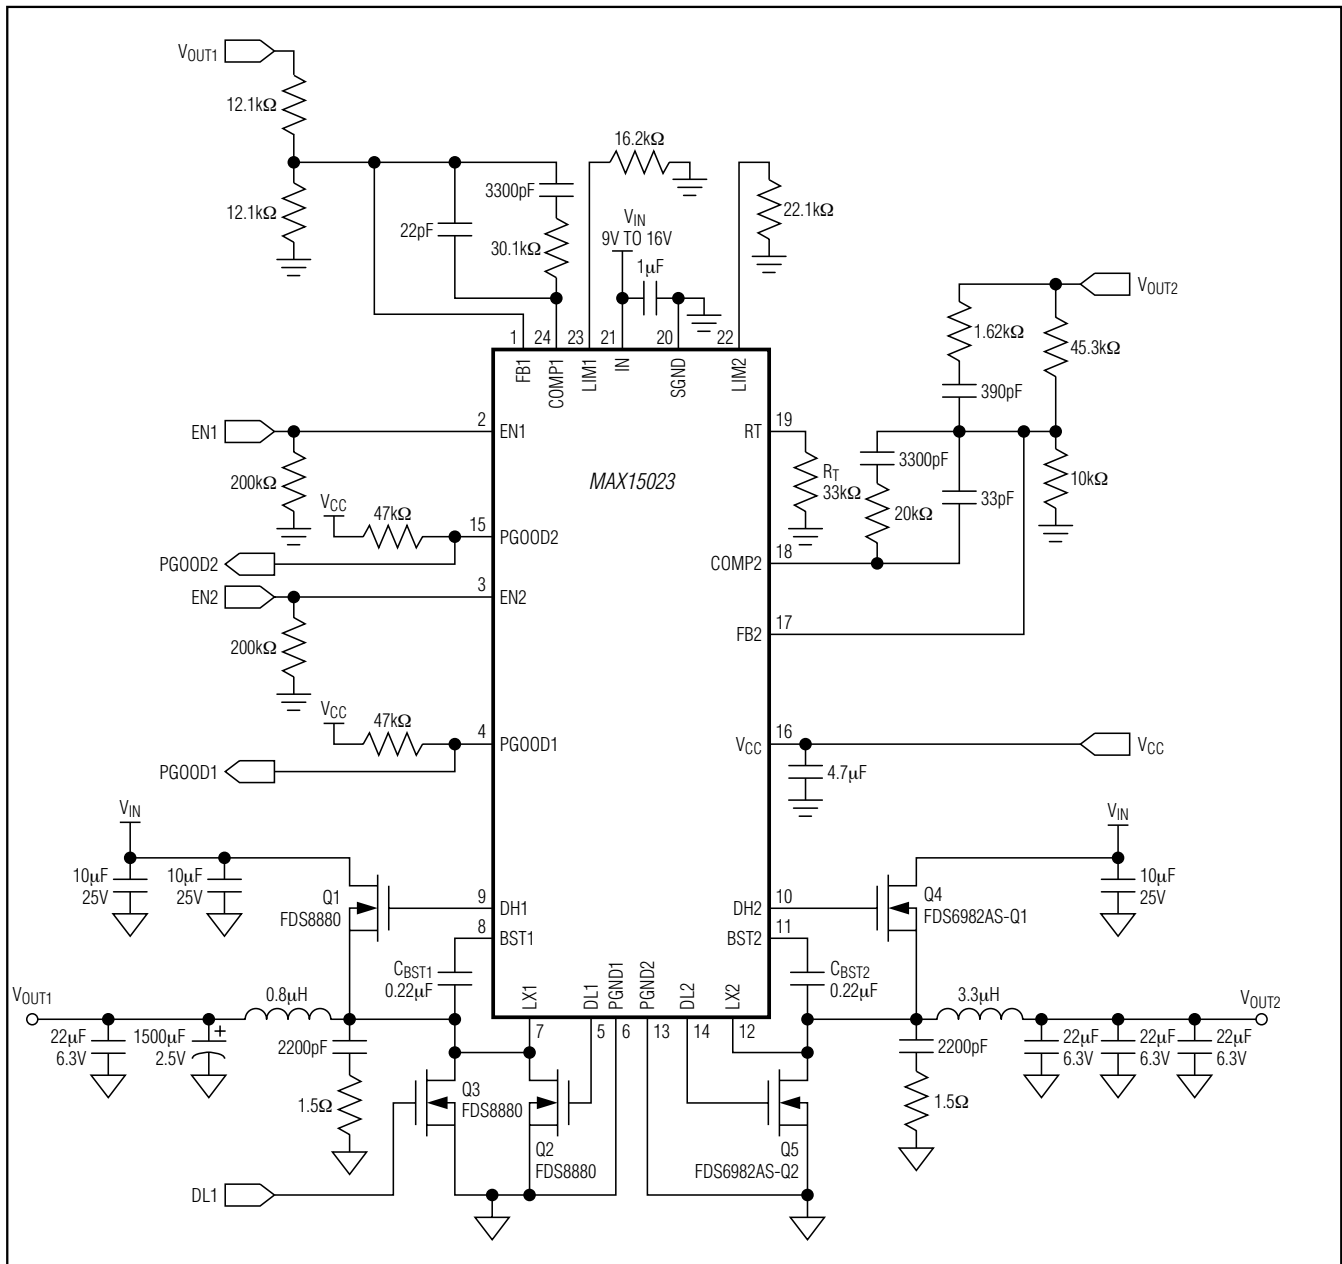 VOUT1
12.1kΩ
12.1kΩ
22pF
3300pF
30.1kΩ
16.2kΩ
VIN
9V TO 16V
1µF
22.1kΩ
VOUT2
1.62kΩ
45.3kΩ
390pF
3300pF
20kΩ
33pF
10kΩ
1 24 23 21 20 22
FB1
COMP1
LIM1
IN
SGND
LIM2
MAX15023
EN1
2
EN1
200kΩ
VCC
47kΩ
15
PGOOD2
PGOOD2
EN2
3
EN2
200kΩ
VCC
47kΩ
4
PGOOD1
PGOOD1
19
RT
RT
33kΩ
18
COMP2
17
FB2
16
VCC
VCC
4.7µF
VIN
10µF
25V
10µF
25V
Q1
FDS8880
9
DH1
8
BST1
CBST1
0.22µF
10
DH2
11
BST2
CBST2
0.22µF
Q4
FDS6982AS-Q1
VIN
10µF
25V
LX1
DL1
PGND1
PGND2
DL2
LX2
7 5 6 13 14 12
VOUT1
0.8µH
22µF
6.3V
1500µF
2.5V
+
2200pF
1.5Ω
Q3
FDS8880
Q2
FDS8880
DL1
Q5
FDS6982AS-Q2
3.3µH
VOUT2
2200pF
1.5Ω
22µF
6.3V
22µF
6.3V
22µF
6.3V